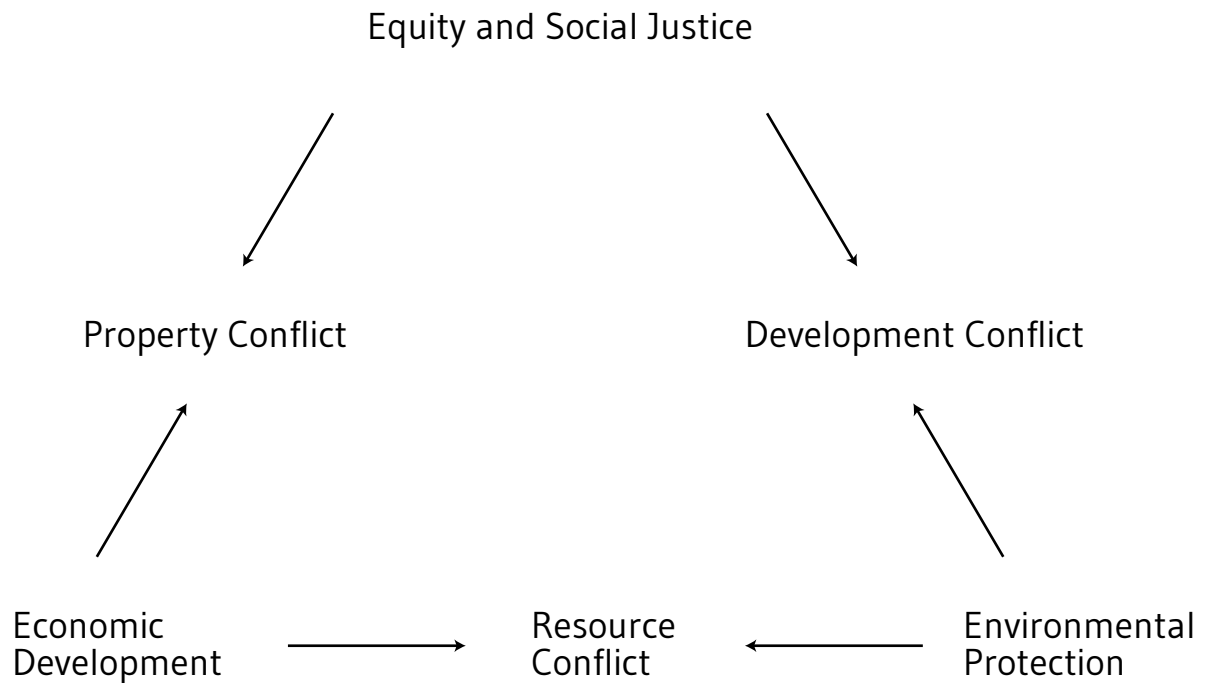 Equity and Social Justice
Property Conflict
Development Conflict
Economic
Development
Resource
Conflict
Environmental
Protection